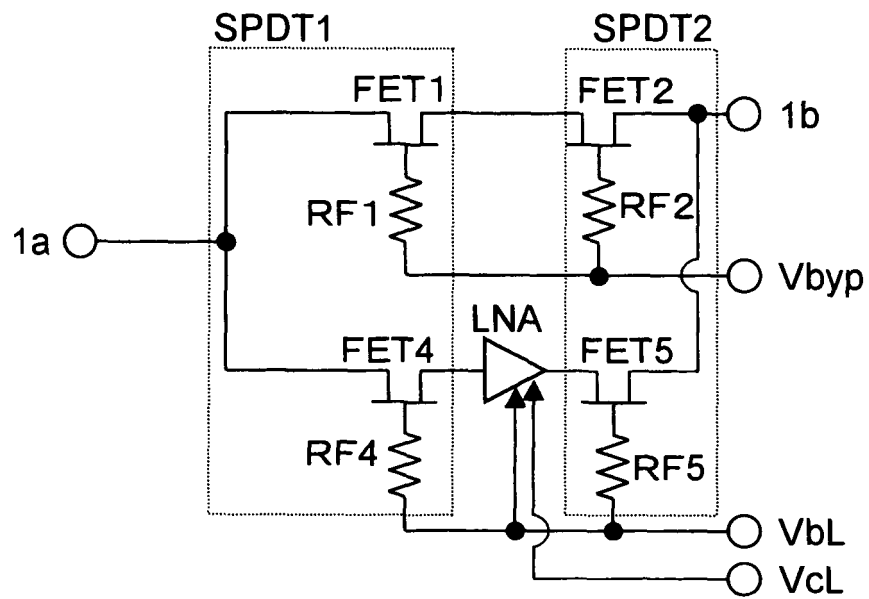 SPDT1 SPDT2
FET1 FET2
1b
RF1 RF2
1a
Vbyp
LNA
FET4 FET5
RF4 RF5
VbL
VcL